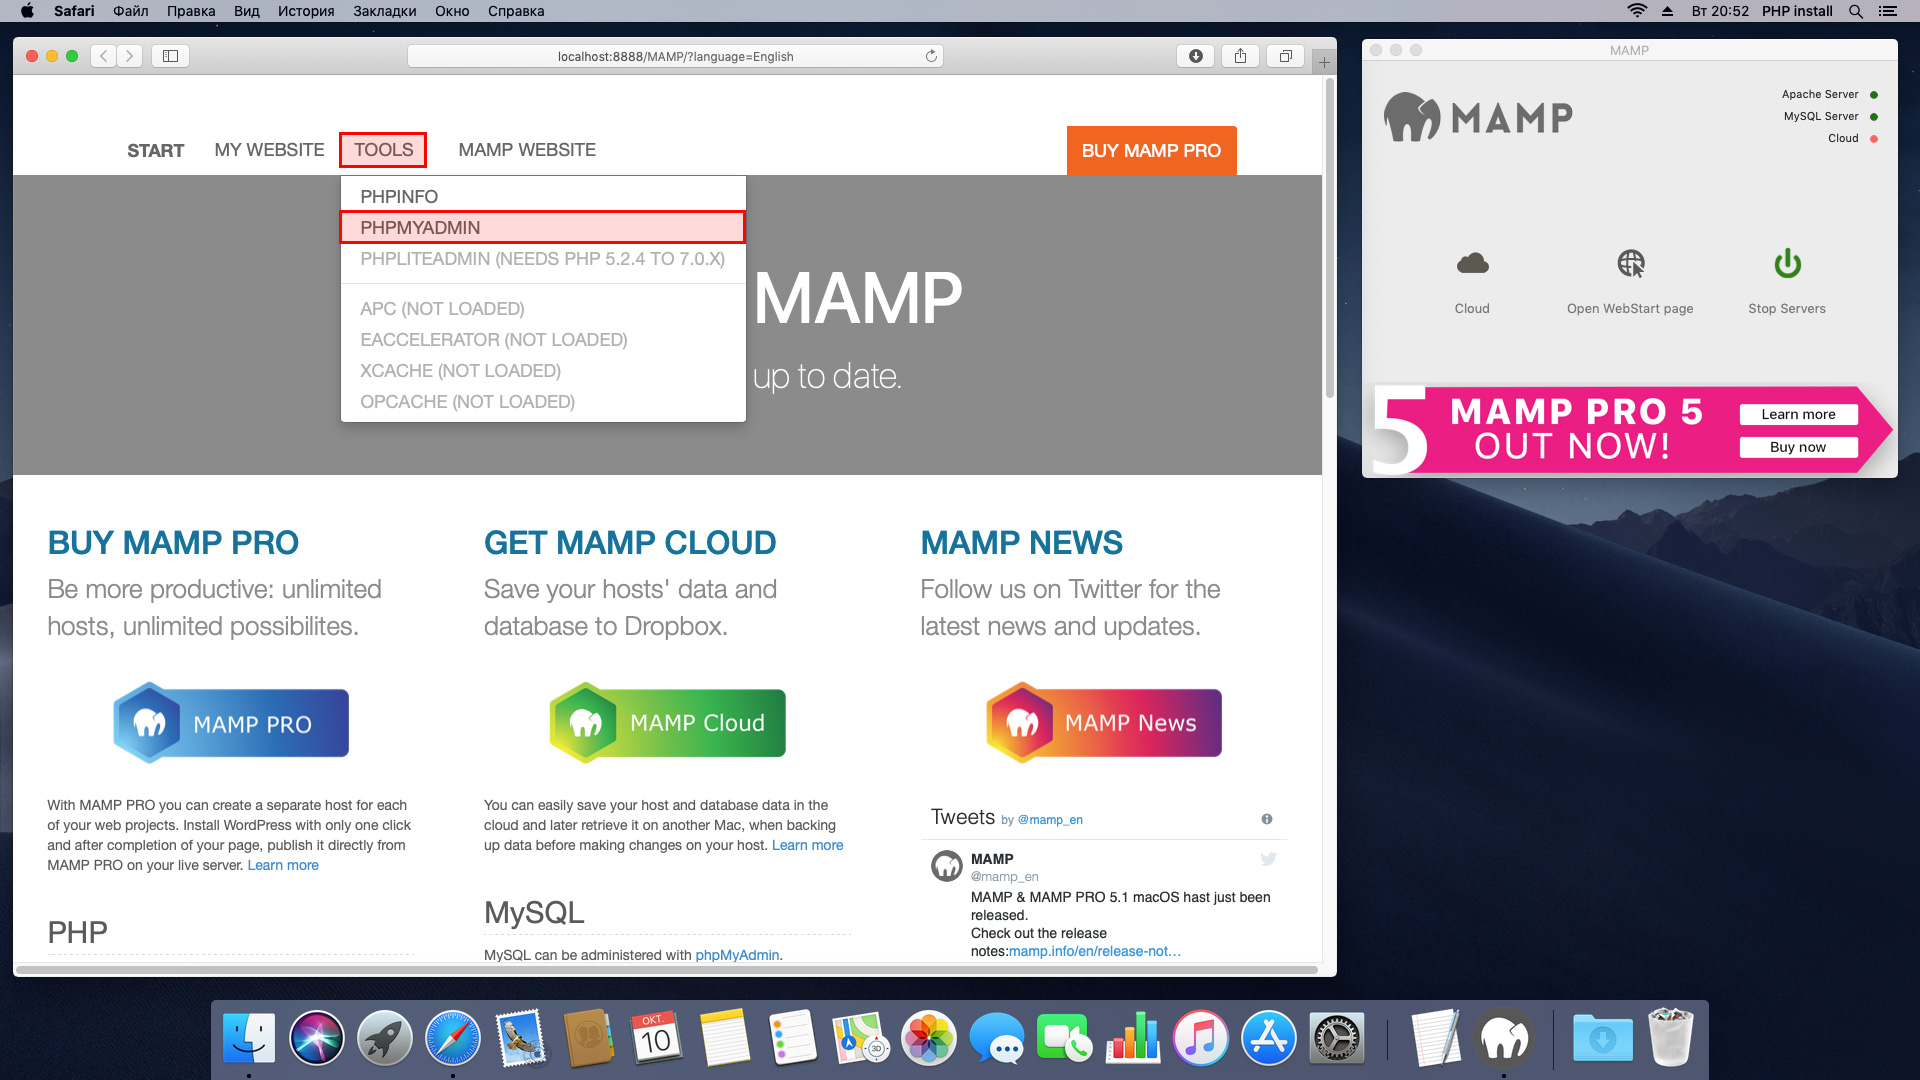 Safari Файл Правка Вид История Закладки Окно Справка
Вт 20:52 PHP install
localhost:8888/MAMP/?language=English
START MY WEBSITE TOOLS MAMP WEBSITE
BUY MAMP PRO
PHPINFO
PHPMYADMIN
PHPLITEADMIN (NEEDS PHP 5.2.4 TO 7.0.X)
APC (NOT LOADED)
EACCELERATOR (NOT LOADED)
XCACHE (NOT LOADED)
OPCACHE (NOT LOADED)
MAMP
up to date.
BUY MAMP PRO
Be more productive: unlimited
hosts, unlimited possibilites.
MAMP PRO
With MAMP PRO you can create a separate host for each
of your web projects. Install WordPress with only one click
and after completion of your page, publish it directly from
MAMP PRO on your live server. Learn more
PHP
GET MAMP CLOUD
Save your hosts' data and
database to Dropbox.
MAMP Cloud
You can easily save your host and database data in the
cloud and later retrieve it on another Mac, when backing
up data before making changes on your host. Learn more
MySQL
MySQL can be administered with phpMyAdmin.
MAMP NEWS
Follow us on Twitter for the
latest news and updates.
MAMP News
Tweets by @mamp_en
MAMP
@mamp_en
MAMP & MAMP PRO 5.1 macOS hast just been
released.
Check out the release
notes:mamp.info/en/release-not…
MAMP
MAMP
Apache Server
MySQL Server
Cloud
Cloud
Open WebStart page
Stop Servers
5
MAMP PRO 5
OUT NOW!
Learn more
Buy now
ОКТ.
10
3D